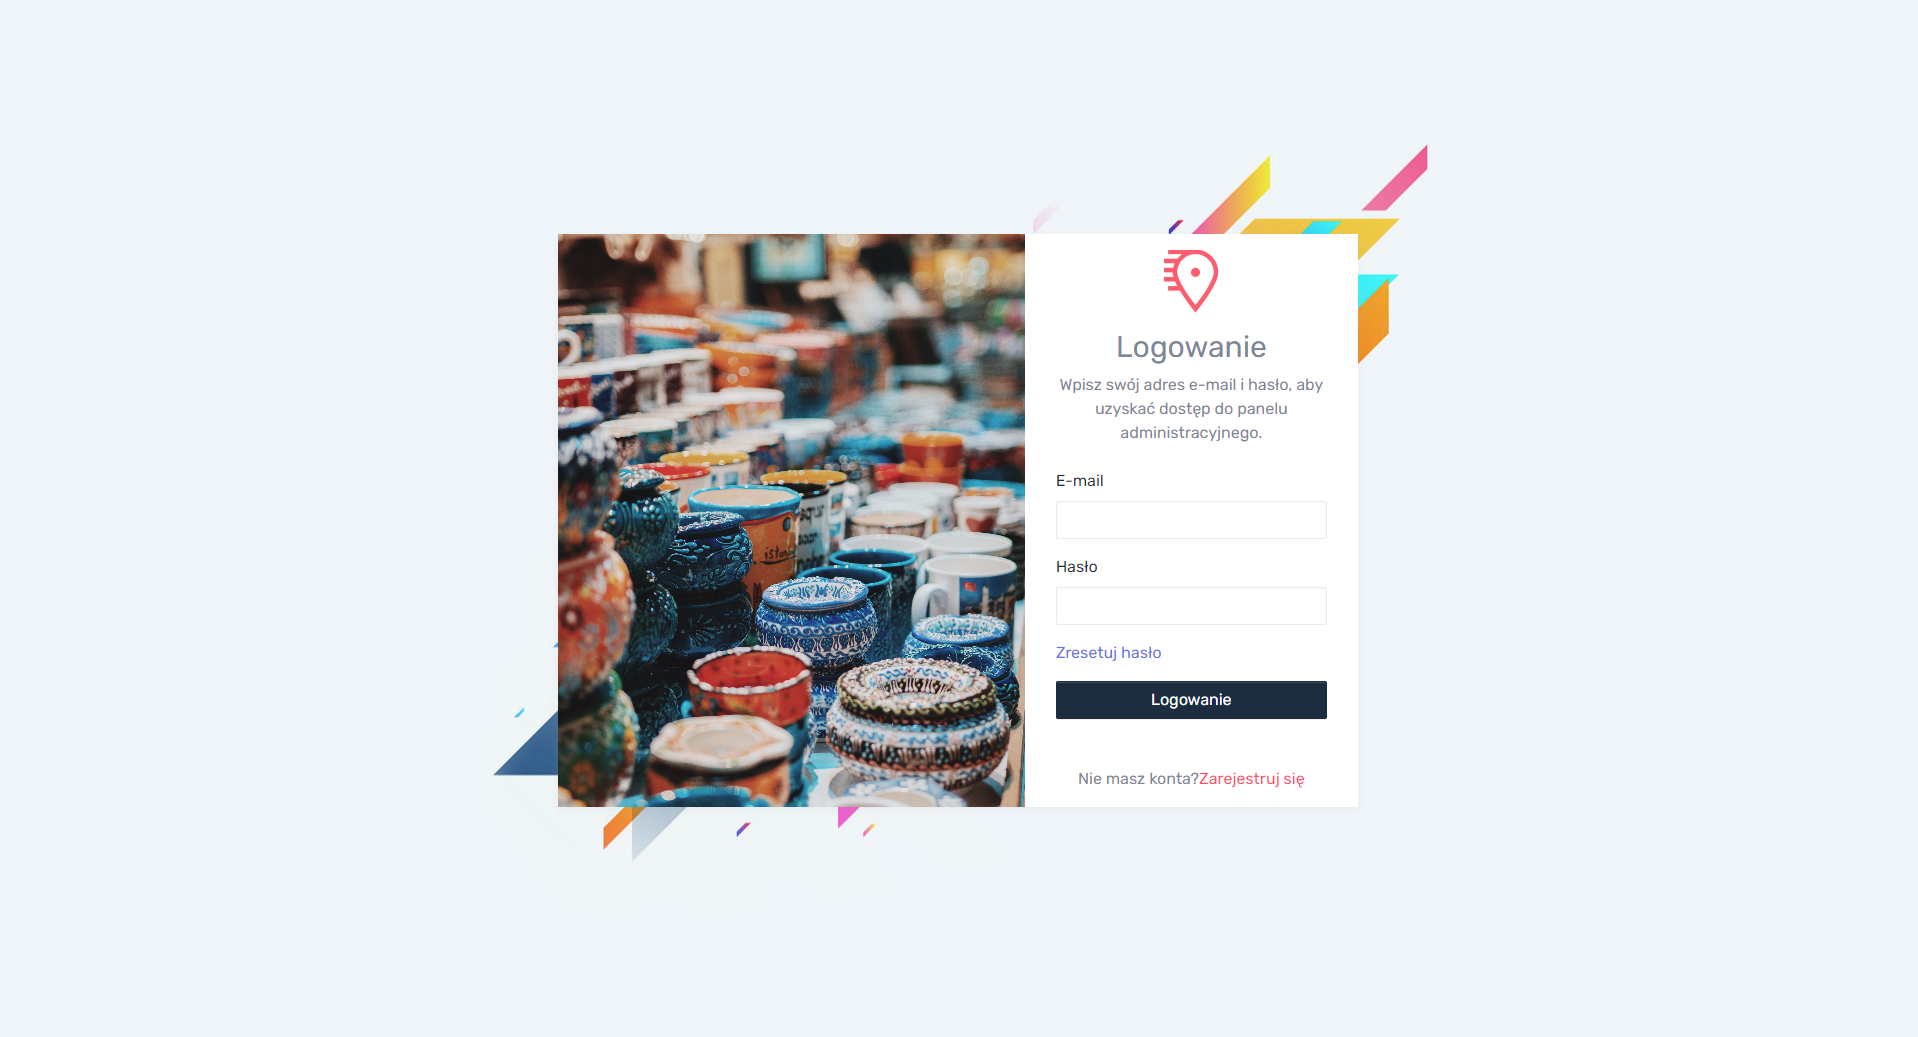 Logowanie
Wpisz swój adres e-mail i hasło, aby
uzyskać dostęp do panelu
administracyjnego.
E-mail
Hasło
Zresetuj hasło
Logowanie
Nie masz konta?Zarejestruj się